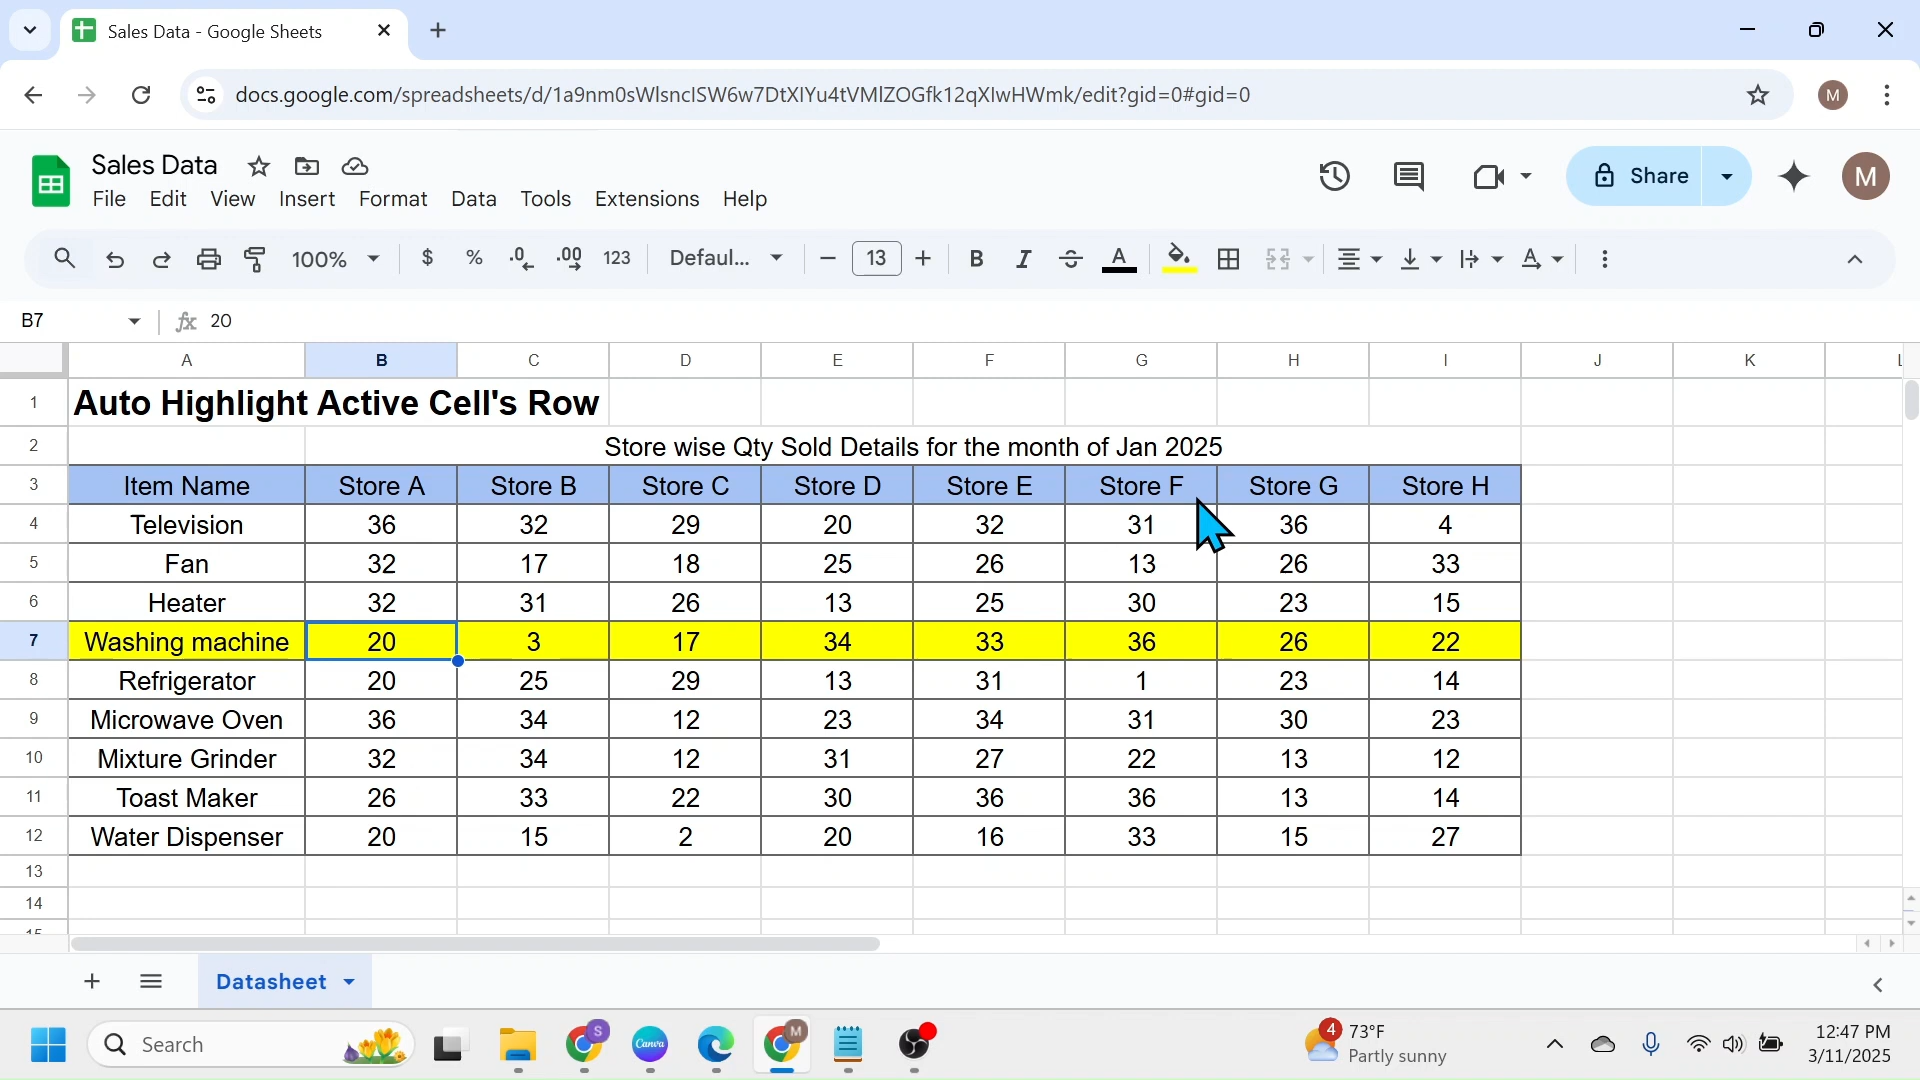 Sales Data - Google Sheets
docs.google.com/spreadsheets/d/1a9nm0sWlsnclSW6w7DtXlYu4tVMlZOGfk12qXlwHWmk/edit?gid=0#gid=0
M
Sales Data
File Edit View Insert Format Data Tools Extensions Help
Share
M
100% $ % .0 .00 123 Defaul... 13 B I S A A
B7 fx 20
A B C D E F G H I J K L
1 Auto Highlight Active Cell's Row
2 Store wise Qty Sold Details for the month of Jan 2025
3 Item Name Store A Store B Store C Store D Store E Store F Store G Store H
4 Television 36 32 29 20 32 31 36 4
5 Fan 32 17 18 25 26 13 26 33
6 Heater 32 31 26 13 25 30 23 15
7 Washing machine 20 3 17 34 33 36 26 22
8 Refrigerator 20 25 29 13 31 1 23 14
9 Microwave Oven 36 34 12 23 34 31 30 23
10 Mixture Grinder 32 34 12 31 27 22 13 12
11 Toast Maker 26 33 22 30 36 36 13 14
12 Water Dispenser 20 15 2 20 16 33 15 27
13
14
15
Datasheet
Search
S
Canva
M
4
73°F
Partly sunny
12:47 PM
3/11/2025